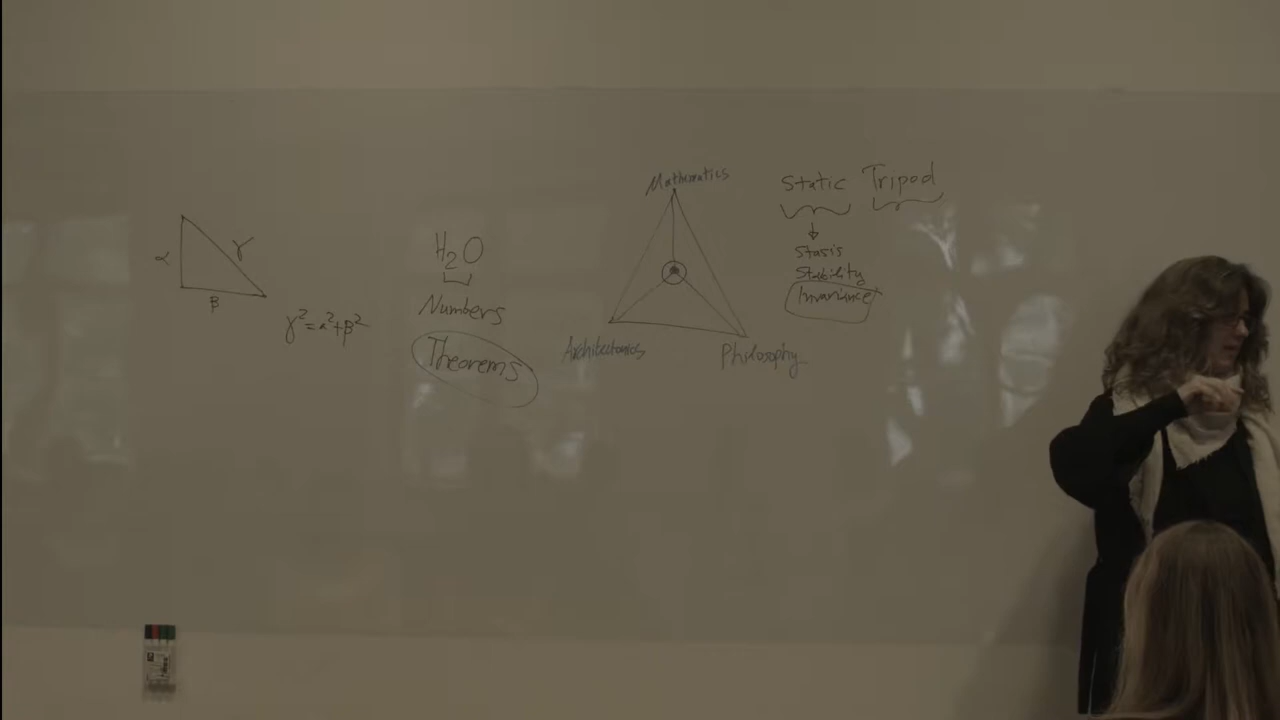 α
γ
β
γ²=α²+β²
H₂O
Numbers
Theorems
Mathematics
Architectonics
Philosophy
Static Tripod
Stasis
Stability
Invariance